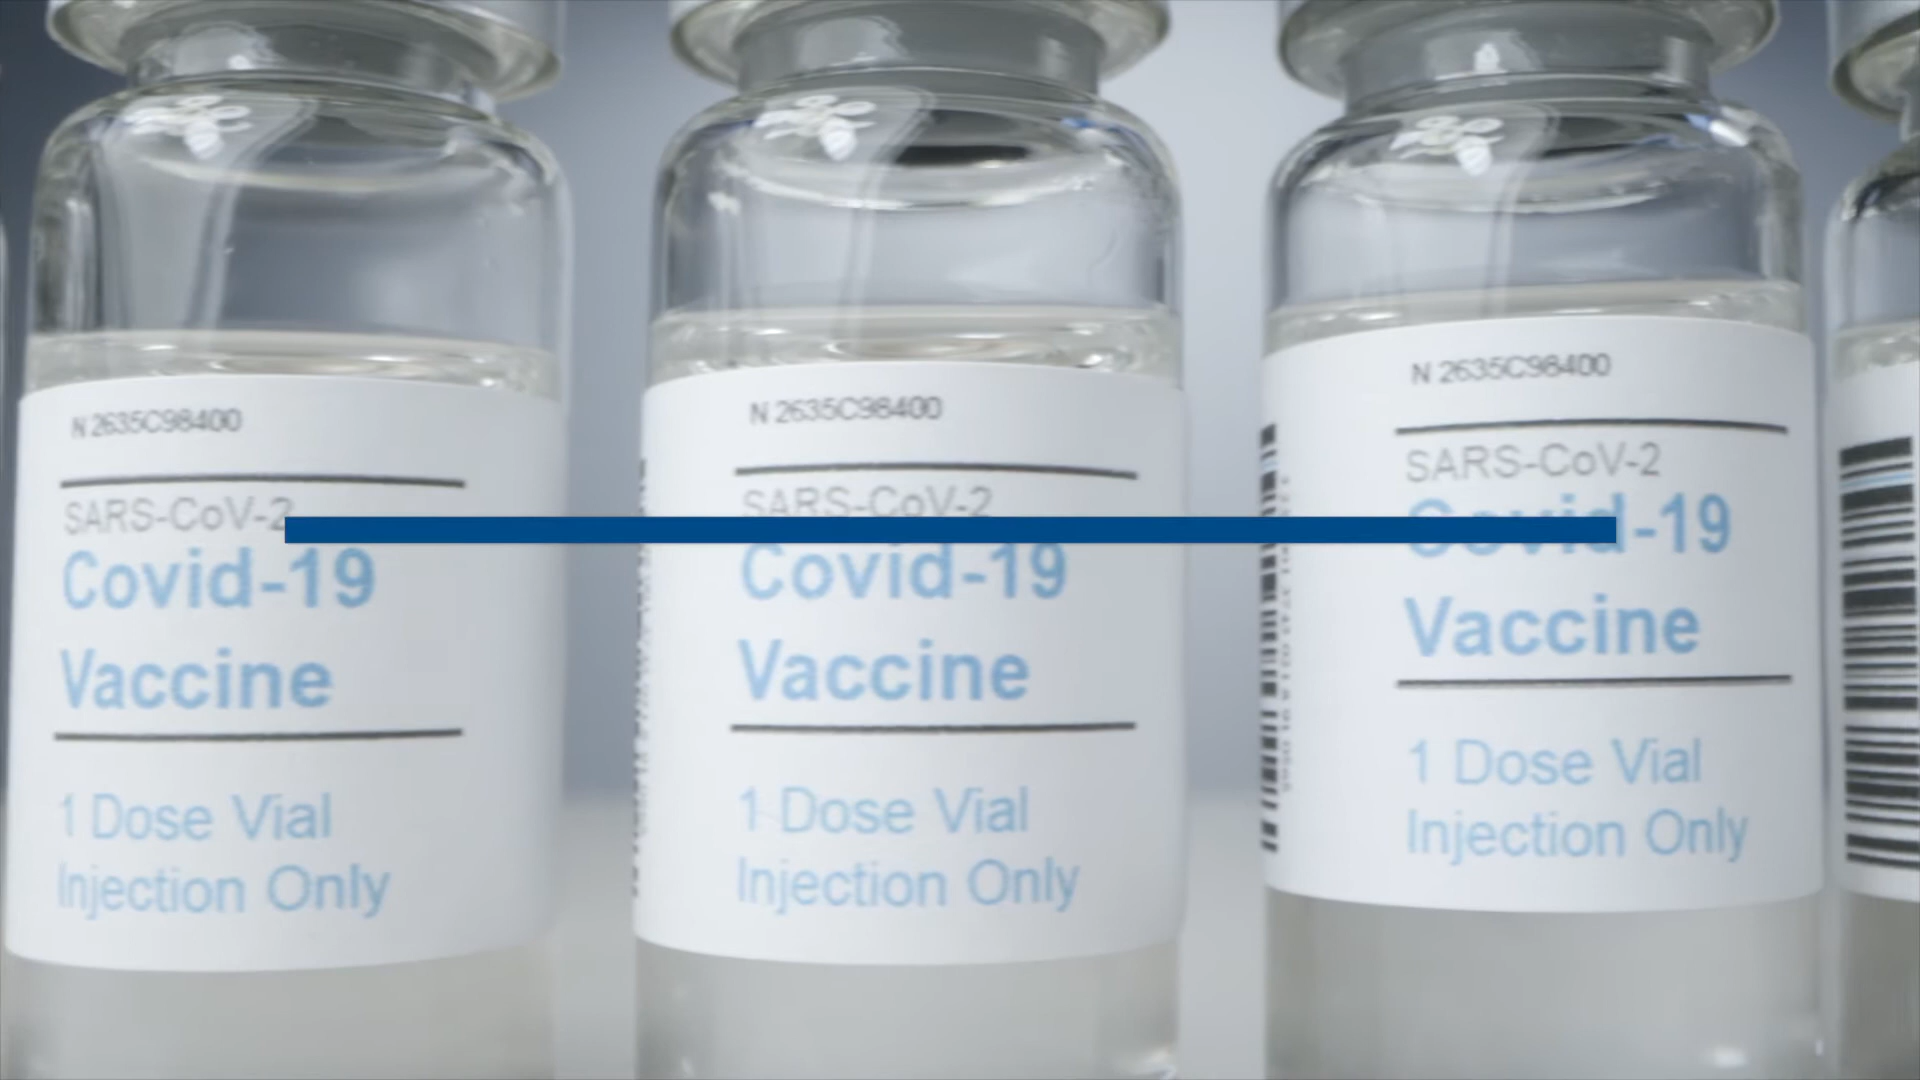 N 2635C98400
SARS-CoV-2
Covid-19
Vaccine
1 Dose Vial
Injection Only
N 2635C98400
SARS-CoV-2
Covid-19
Vaccine
1 Dose Vial
Injection Only
N 2635C98400
SARS-CoV-2
Covid-19
Vaccine
1 Dose Vial
Injection Only